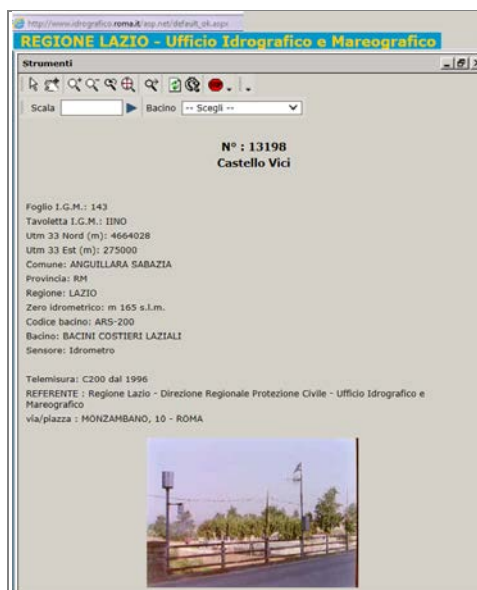 http://www.idrografico.roma.it/asp.net/default_ok.aspx
REGIONE LAZIO - Ufficio Idrografico e Mareografico
Strumenti
Scala
Bacino
-- Scegli --
N° : 13198
Castello Vici
Foglio I.G.M.: 143
Tavoletta I.G.M.: IINO
Utm 33 Nord (m): 4664028
Utm 33 Est (m): 275000
Comune: ANGUILLARA SABAZIA
Provincia: RM
Regione: LAZIO
Zero idrometrico: m 165 s.l.m.
Codice bacino: ARS-200
Bacino: BACINI COSTIERI LAZIALI
Sensore: Idrometro
Telemisura: C200 dal 1996
REFERENTE : Regione Lazio - Direzione Regionale Protezione Civile - Ufficio Idrografico e
Mareografico
via/piazza : MONZAMBANO, 10 - ROMA